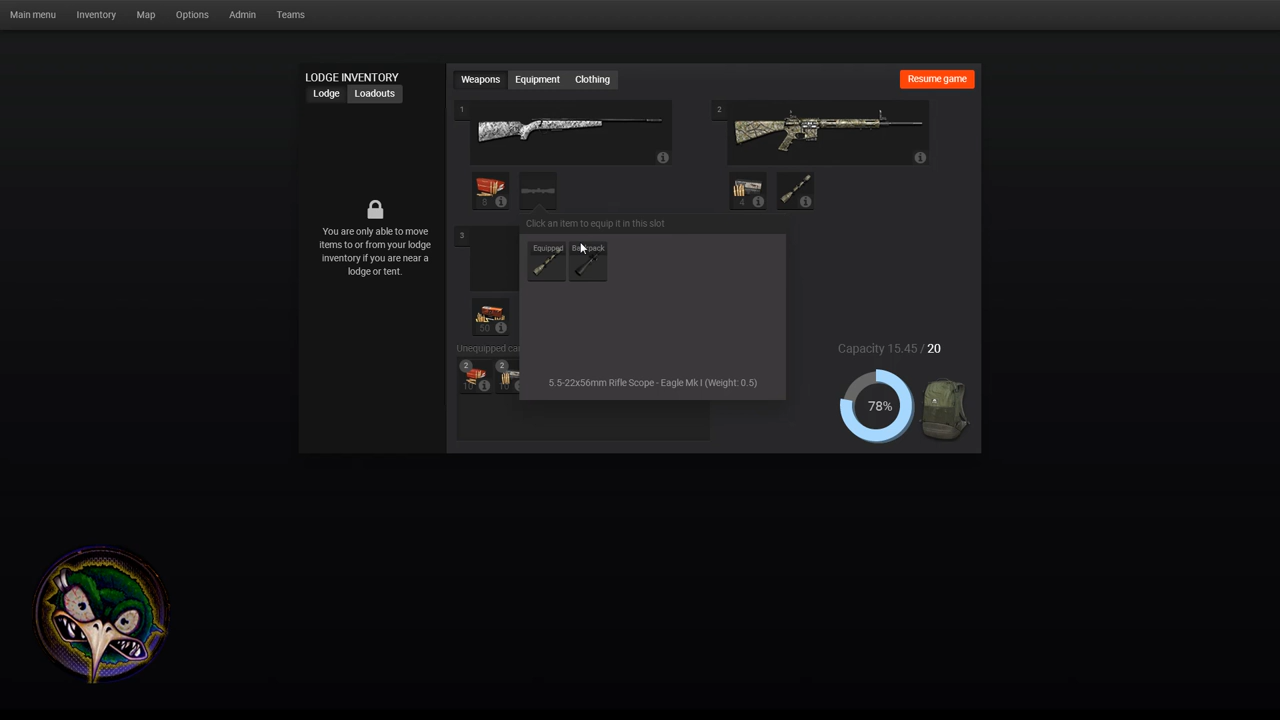 Main menu Inventory Map Options Admin Teams
LODGE INVENTORY
Lodge Loadouts
Weapons Equipment Clothing
Resume game
1
2
8
4
You are only able to move
items to or from your lodge
inventory if you are near a
lodge or tent.
Click an item to equip it in this slot
3
Equipped
50
Capacity 15.45 / 20
Unequipped
2 2
10 10
5.5-22x56mm Rifle Scope - Eagle Mk I (Weight: 0.5)
78%